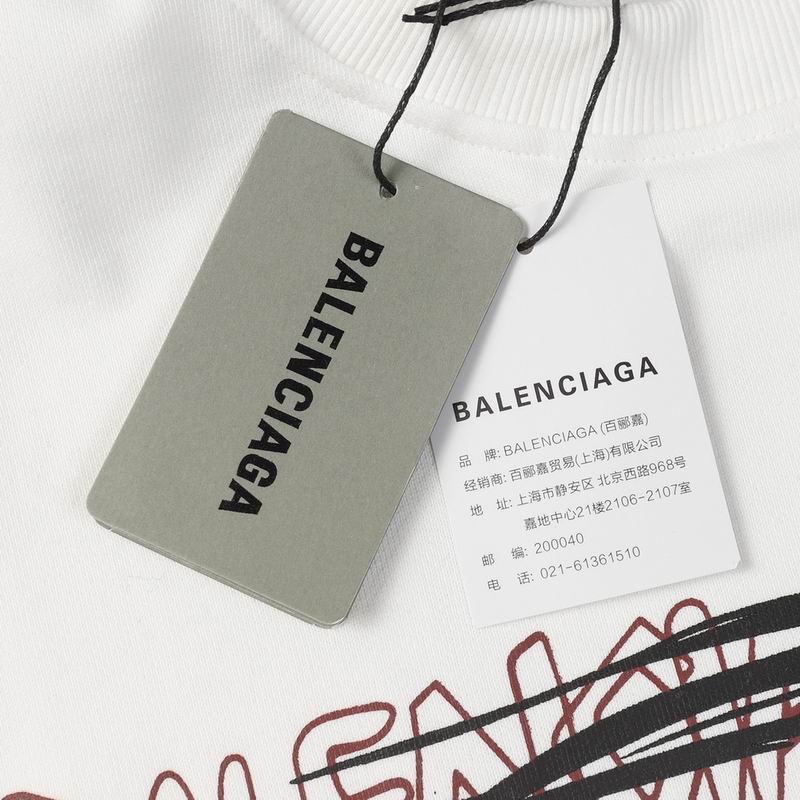 BALENCIAGA
BALENCIAGA
品 牌: BALENCIAGA (百郦嘉)
经销商: 百郦嘉贸易(上海)有限公司
地 址: 上海市静安区 北京西路968号
嘉地中心21楼2106-2107室
邮 编: 200040
电 话: 021-61361510